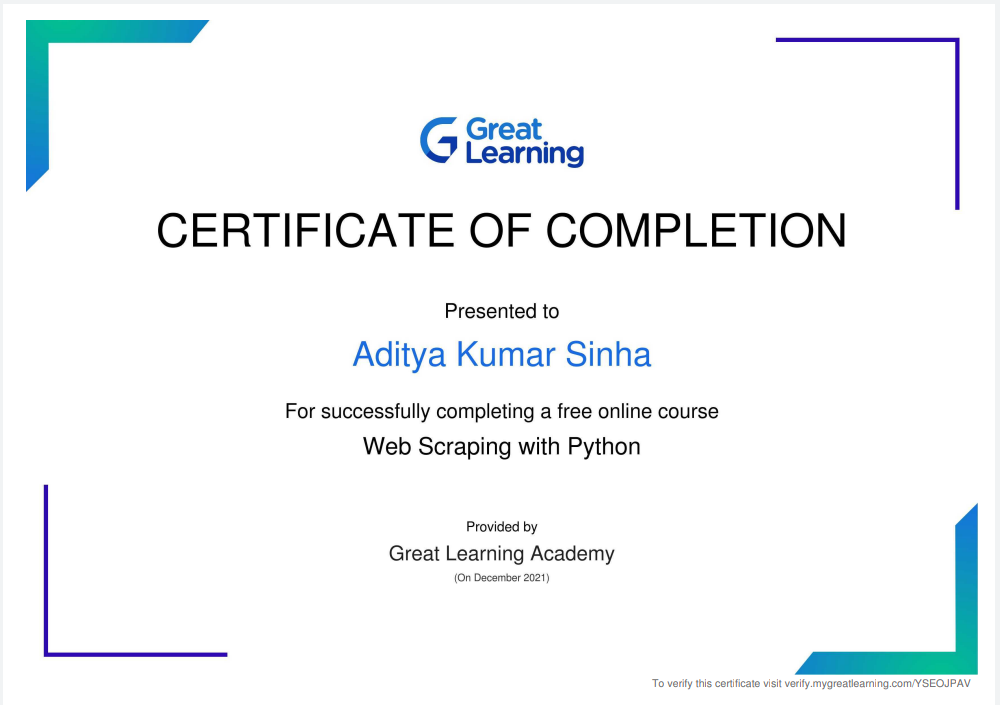 Great
Learning
CERTIFICATE OF COMPLETION
Presented to
Aditya Kumar Sinha
For successfully completing a free online course
Web Scraping with Python
Provided by
Great Learning Academy
(On December 2021)
To verify this certificate visit verify.mygreatlearning.com/YSEOJPAV